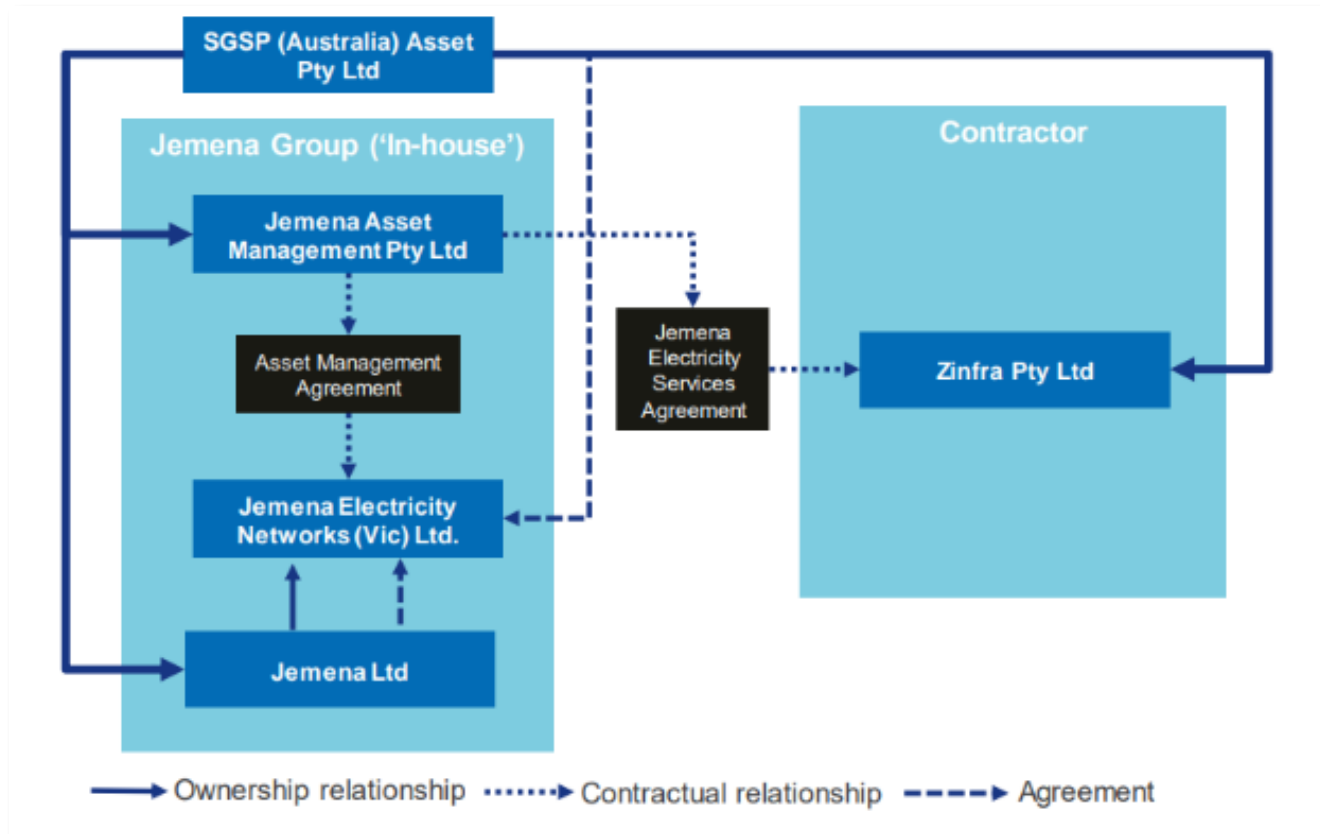 SGSP (Australia) Asset
Pty Ltd
Jemena Group (‘In-house’)
Contractor
Jemena Asset
Management Pty Ltd
Asset Management
Agreement
Jemena
Electricity
Services
Agreement
Zinfra Pty Ltd
Jemena Electricity
Networks (Vic) Ltd.
Jemena Ltd
Ownership relationship
Contractual relationship
Agreement